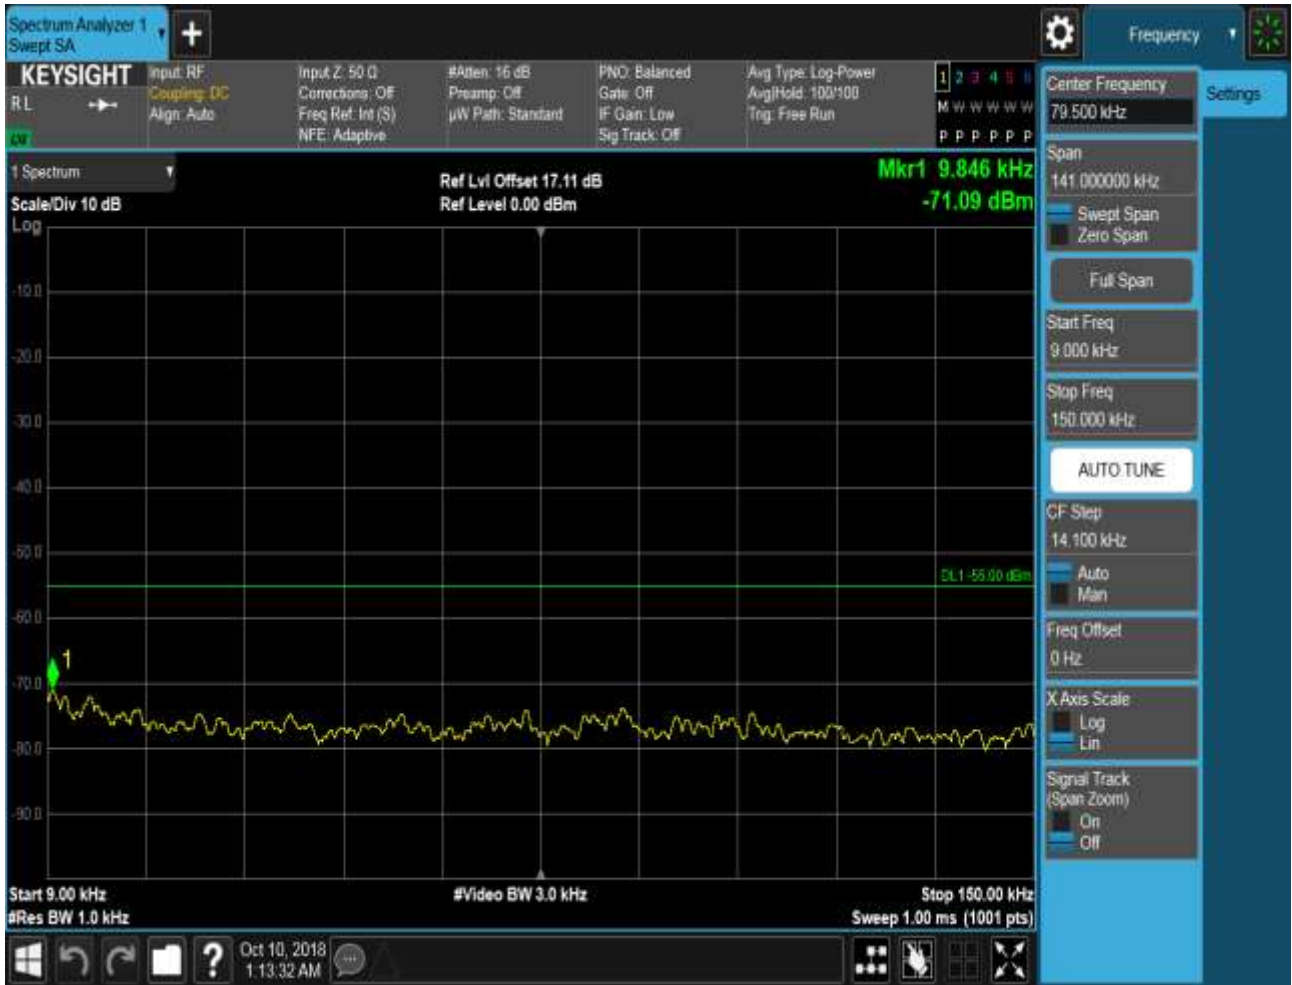 Spectrum Analyzer 1
Swept SA
Frequency
KEYSIGHT
Input: RF
Input Z: 50 Ω
#Atten: 16 dB
PNO: Balanced
Avg Type: Log-Power
1 2 3 4 5 6
R L
Coupling: DC
Corrections: Off
Preamp: Off
Gate: Off
Avg|Hold: 100/100
M W W W W W
Align: Auto
Freq Ref: Int (S)
µW Path: Standard
IF Gain: Low
Trig: Free Run
NFE: Adaptive
Sig Track: Off
P P P P P P
1 Spectrum
Mkr1 9.846 kHz
Ref Lvl Offset 17.11 dB
Scale/Div 10 dB
Ref Level 0.00 dBm
-71.09 dBm
Log
-10.0
-20.0
-30.0
-40.0
-50.0
DL1 -55.00 dBm
-60.0
1
-70.0
-80.0
-90.0
Start 9.00 kHz
#Video BW 3.0 kHz
Stop 150.00 kHz
#Res BW 1.0 kHz
Sweep 1.00 ms (1001 pts)
Oct 10, 2018
1:13:32 AM
Center Frequency
79.500 kHz
Settings
Span
141.000000 kHz
Swept Span
Zero Span
Full Span
Start Freq
9.000 kHz
Stop Freq
150.000 kHz
AUTO TUNE
CF Step
14.100 kHz
Auto
Man
Freq Offset
0 Hz
X Axis Scale
Log
Lin
Signal Track
(Span Zoom)
On
Off